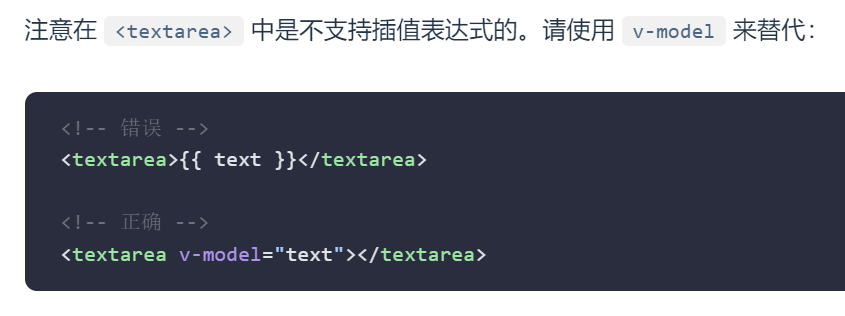 注意在 <textarea> 中是不支持插值表达式的。请使用 v-model 来替代：
<!-- 错误 -->
<textarea>{{ text }}</textarea>
<!-- 正确 -->
<textarea v-model="text"></textarea>